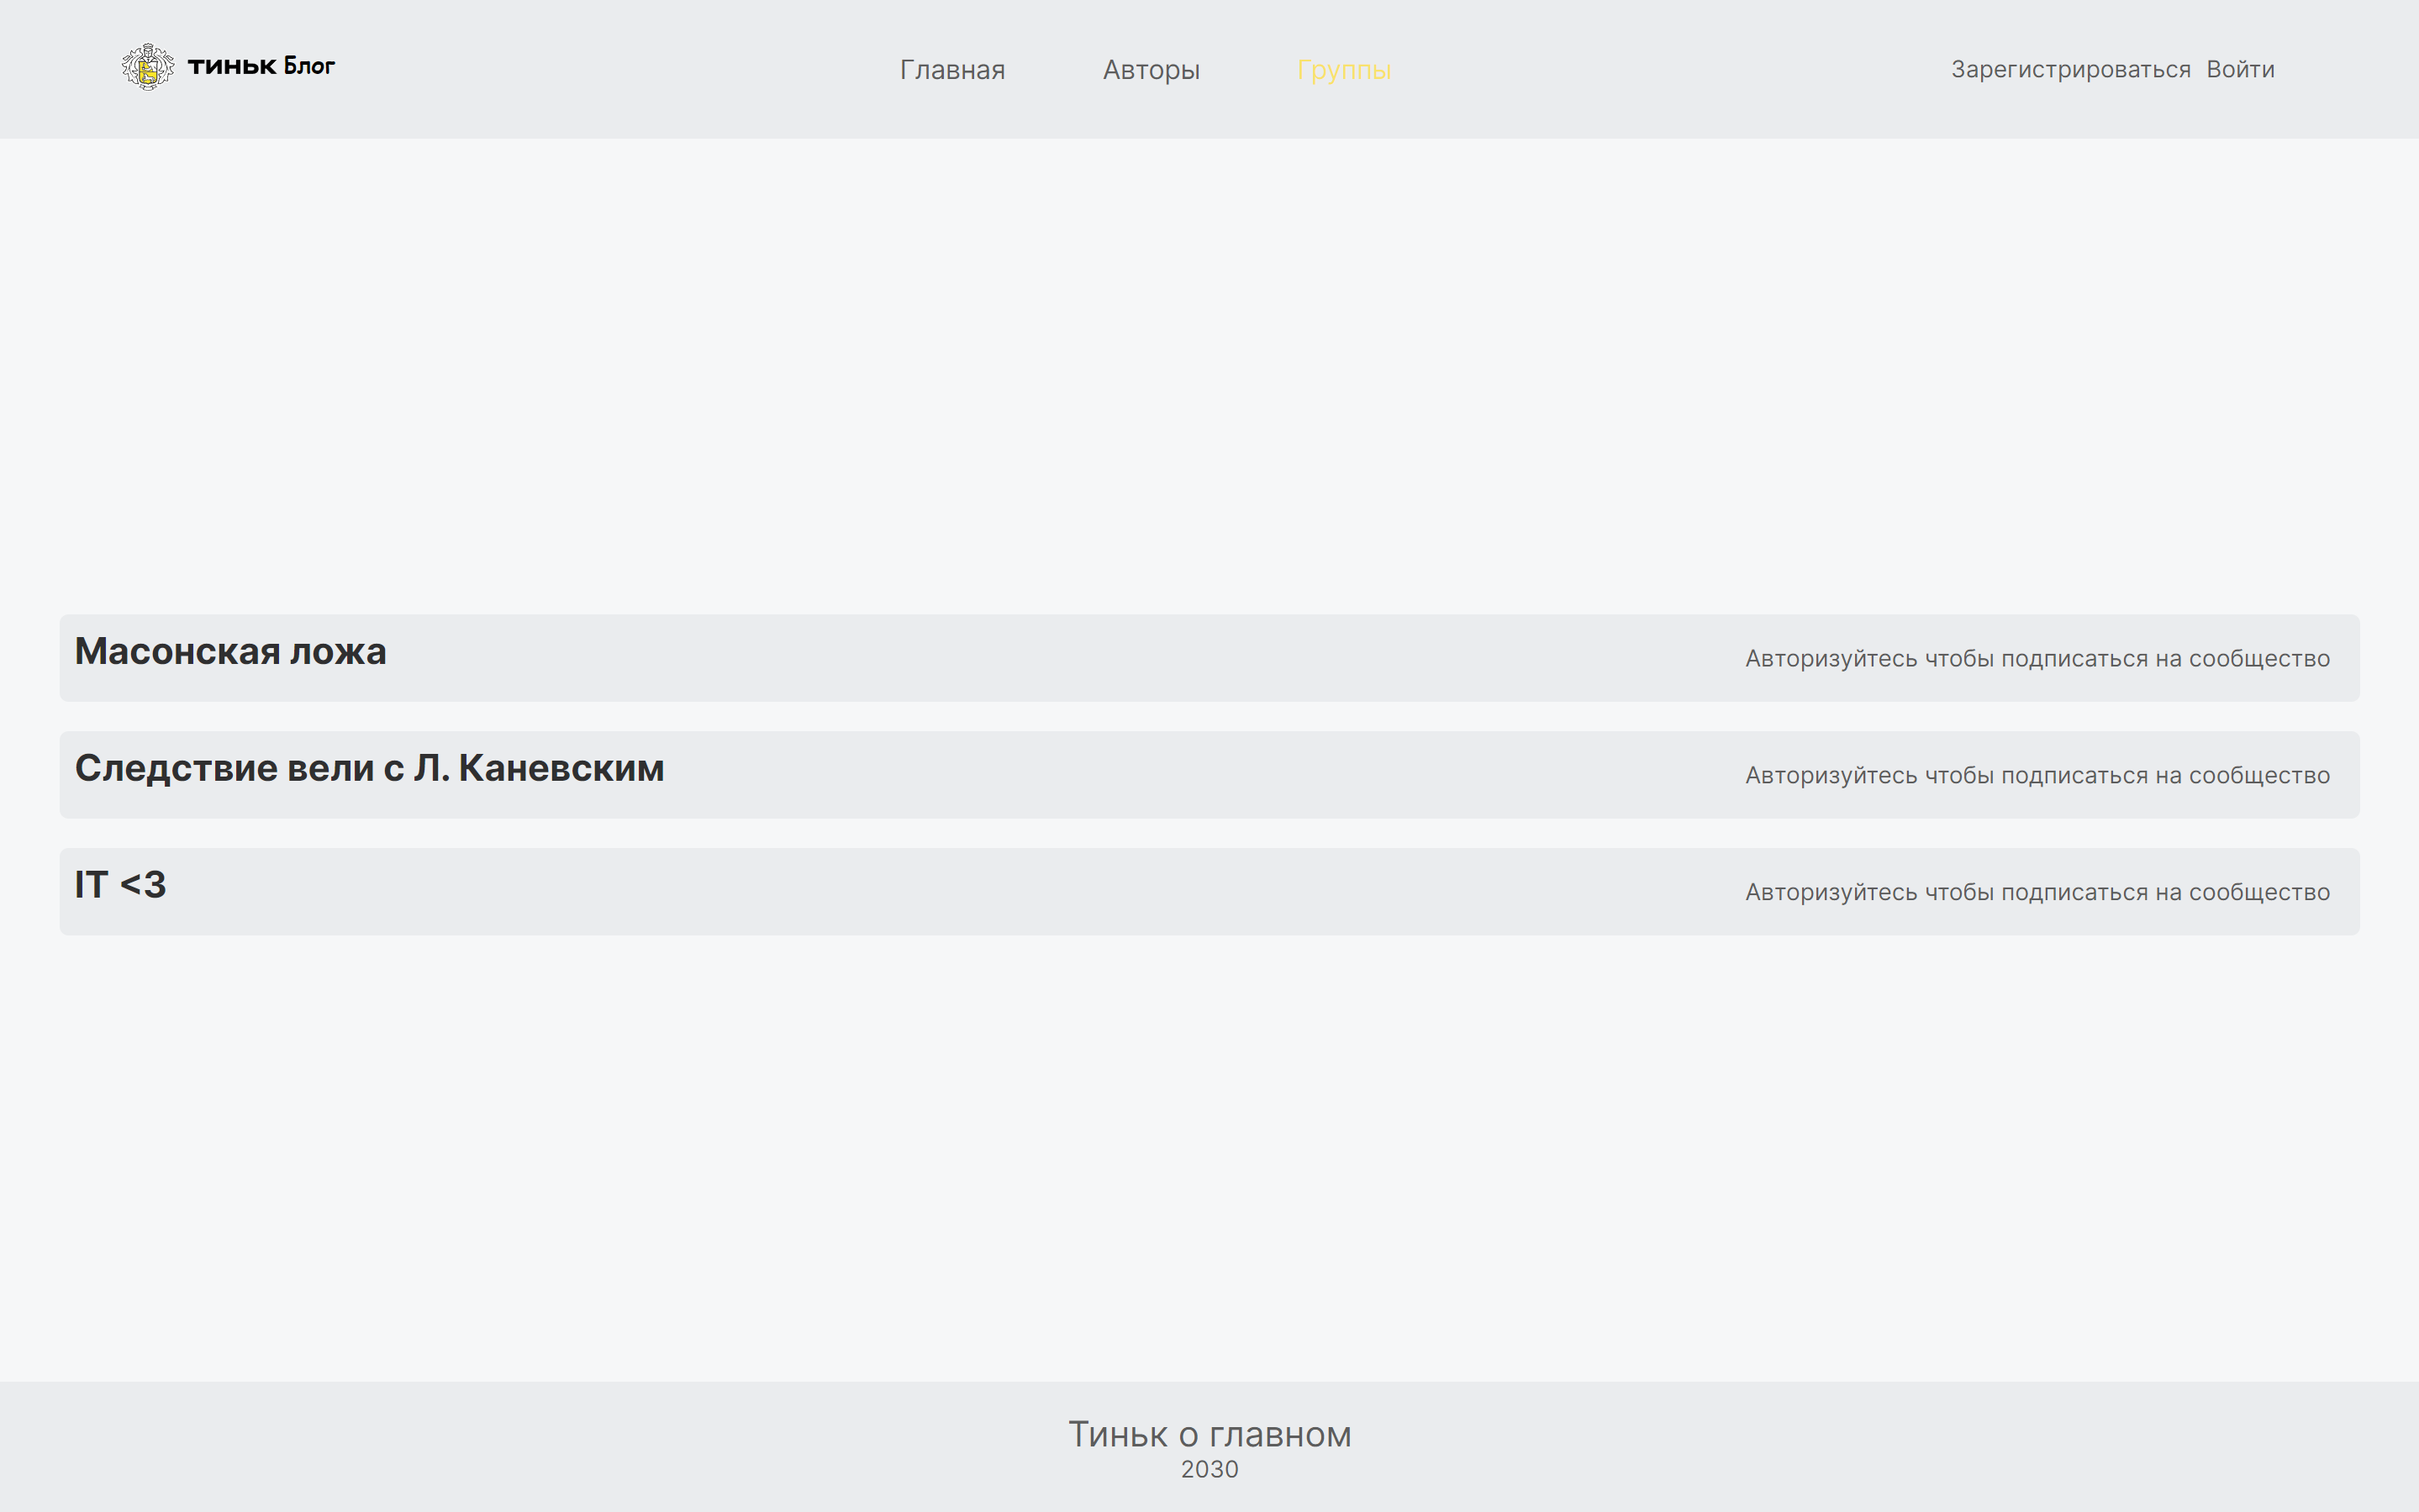 ТИНЬК Блог
Главная Авторы Группы
Зарегистрироваться Войти
Масонская ложа
Авторизуйтесь чтобы подписаться на сообщество
Следствие вели с Л. Каневским
Авторизуйтесь чтобы подписаться на сообщество
IT <3
Авторизуйтесь чтобы подписаться на сообщество
Тиньк о главном
2030